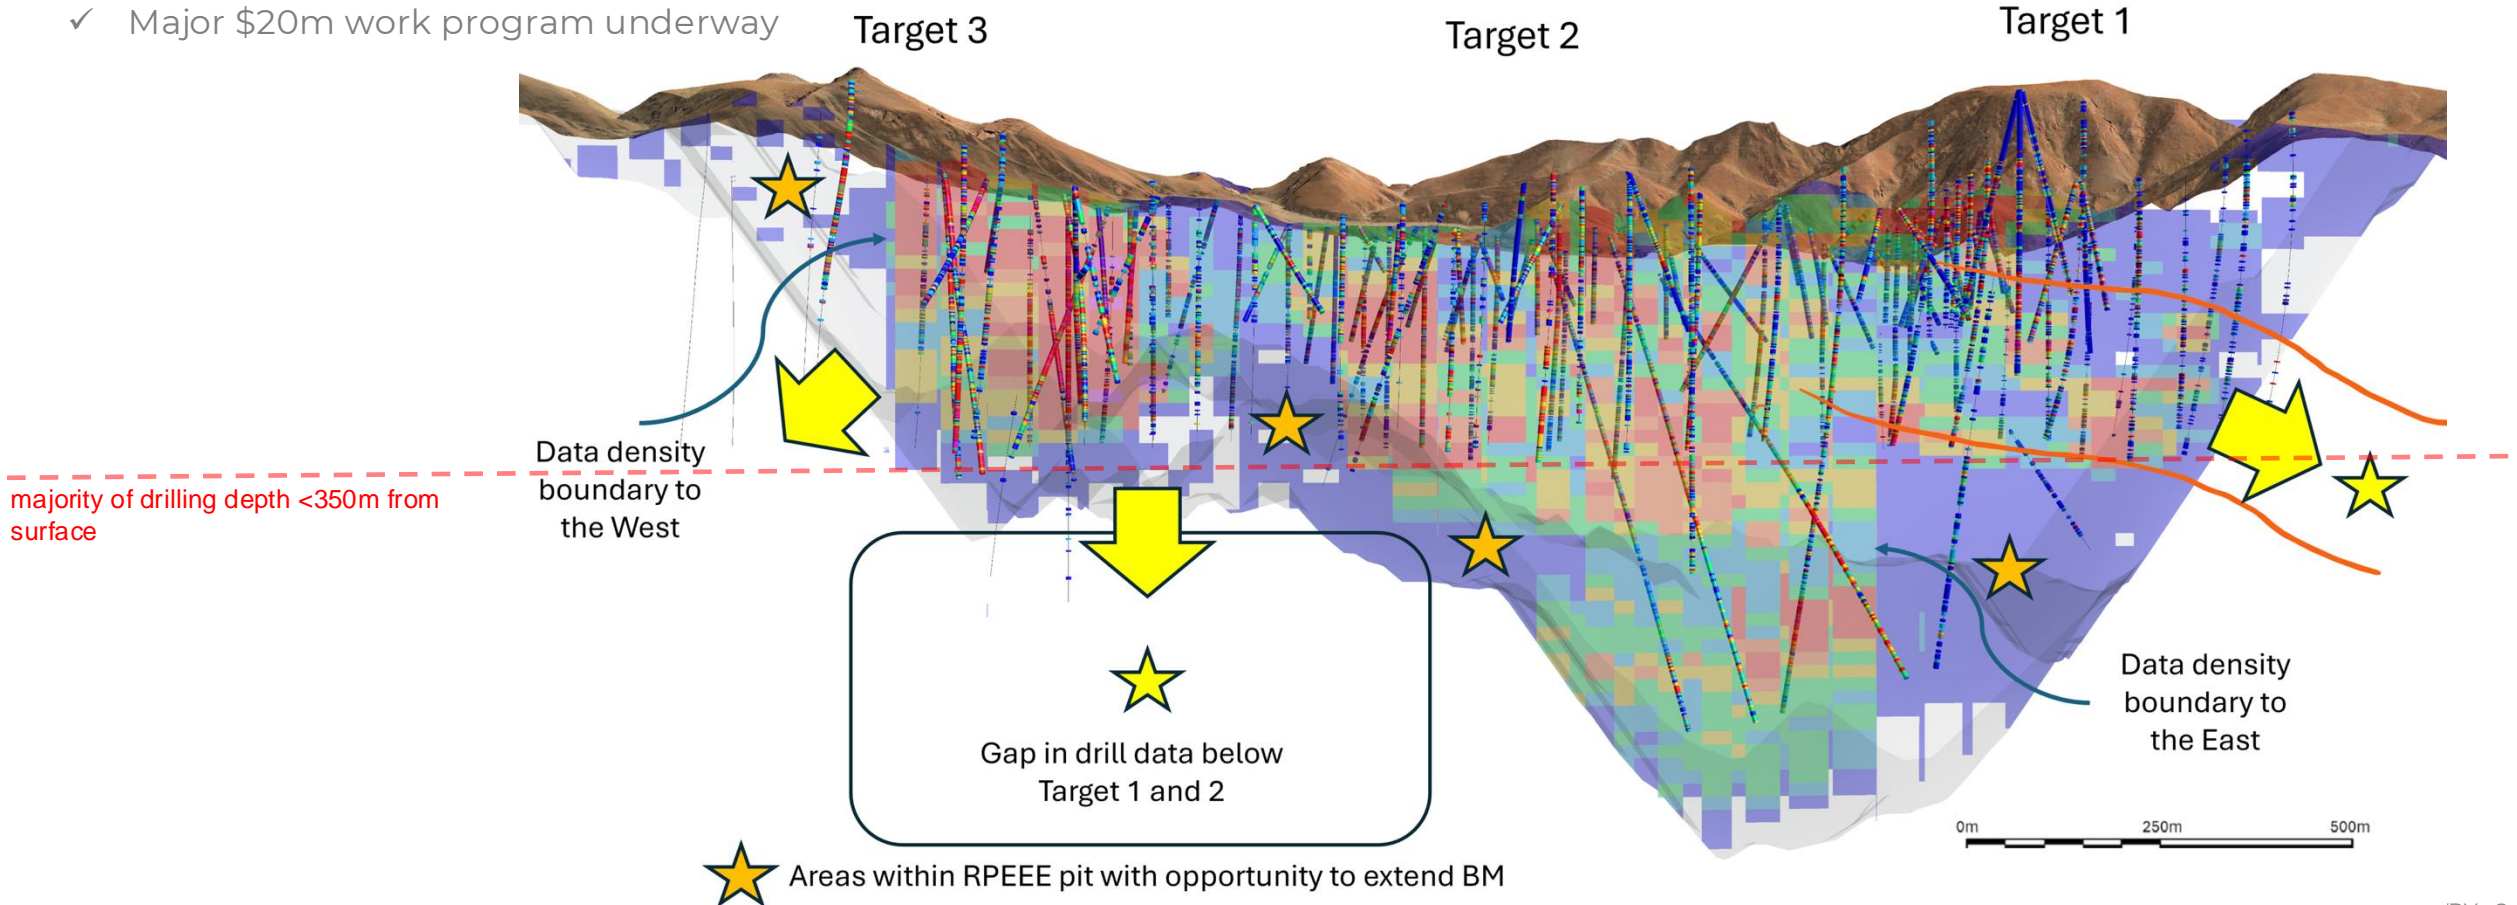 ✓ Major $20m work program underway
Target 3
Target 2
Target 1
Data density
boundary to
the West
majority of drilling depth <350m from
surface
Gap in drill data below
Target 1 and 2
Data density
boundary to
the East
0m 250m 500m
Areas within RPEEE pit with opportunity to extend BM